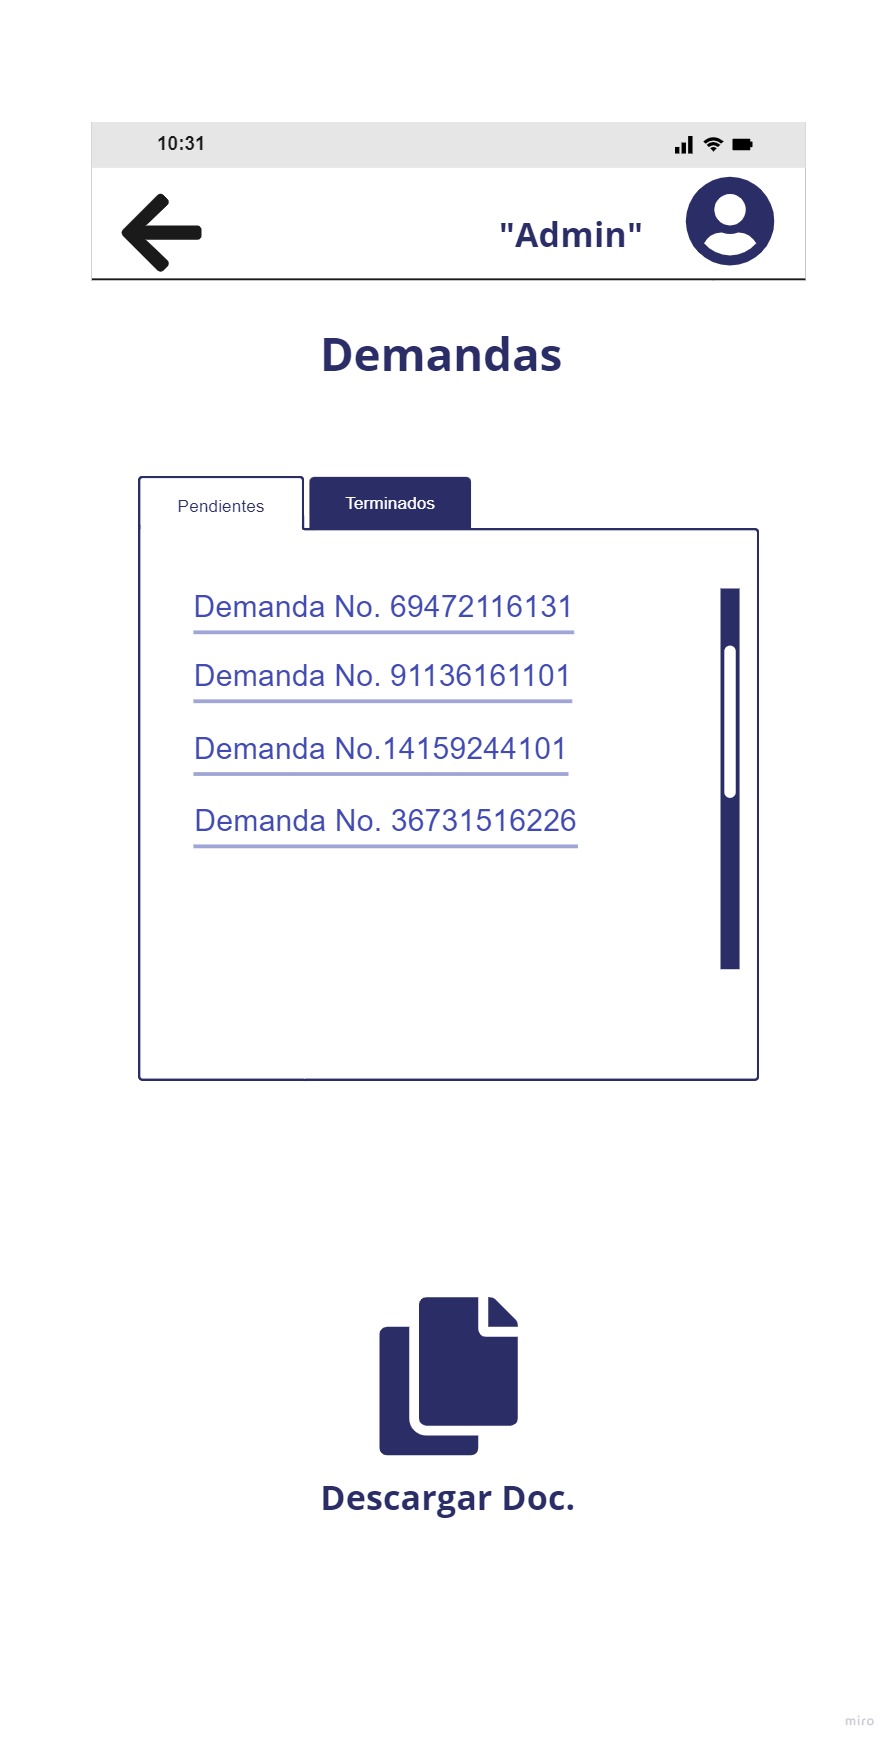 10:31
"Admin"
Demandas
Pendientes
Terminados
Demanda No. 69472116131
Demanda No. 91136161101
Demanda No.14159244101
Demanda No. 36731516226
Descargar Doc.
miro